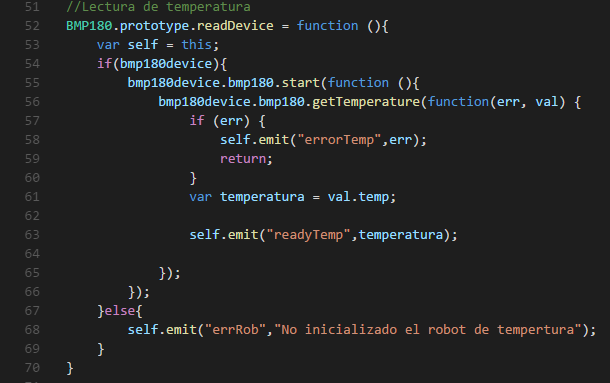 51 //Lectura de temperatura
52 BMP180.prototype.readDevice = function (){
53     var self = this;
54     if(bmp180device){
55         bmp180device.bmp180.start(function (){
56             bmp180device.bmp180.getTemperature(function(err, val) {
57                 if (err) {
58                     self.emit("errorTemp",err);
59                     return;
60                 }
61                 var temperatura = val.temp;
62
63                 self.emit("readyTemp",temperatura);
64
65             });
66         });
67     }else{
68         self.emit("errRob","No inicializado el robot de tempertura");
69     }
70 }